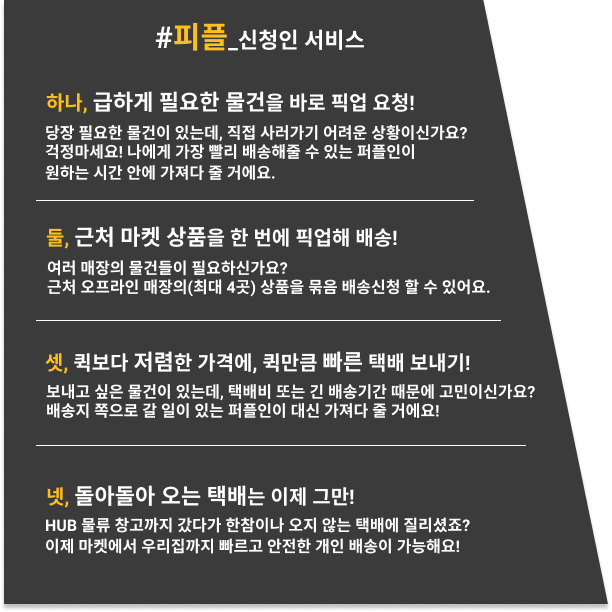 #피플_신청인 서비스
하나, 급하게 필요한 물건을 바로 픽업 요청!
당장 필요한 물건이 있는데, 직접 사러가기 어려운 상황이신가요?
걱정마세요! 나에게 가장 빨리 배송해줄 수 있는 퍼플인이
원하는 시간 안에 가져다 줄 거에요.
둘, 근처 마켓 상품을 한 번에 픽업해 배송!
여러 매장의 물건들이 필요하신가요?
근처 오프라인 매장의(최대 4곳) 상품을 묶음 배송신청 할 수 있어요.
셋, 퀵보다 저렴한 가격에, 퀵만큼 빠른 택배 보내기!
보내고 싶은 물건이 있는데, 택배비 또는 긴 배송기간 때문에 고민이신가요?
배송지 쪽으로 갈 일이 있는 퍼플인이 대신 가져다 줄 거에요!
넷, 돌아돌아 오는 택배는 이제 그만!
HUB 물류 창고까지 갔다가 한참이나 오지 않는 택배에 질리셨죠?
이제 마켓에서 우리집까지 빠르고 안전한 개인 배송이 가능해요!